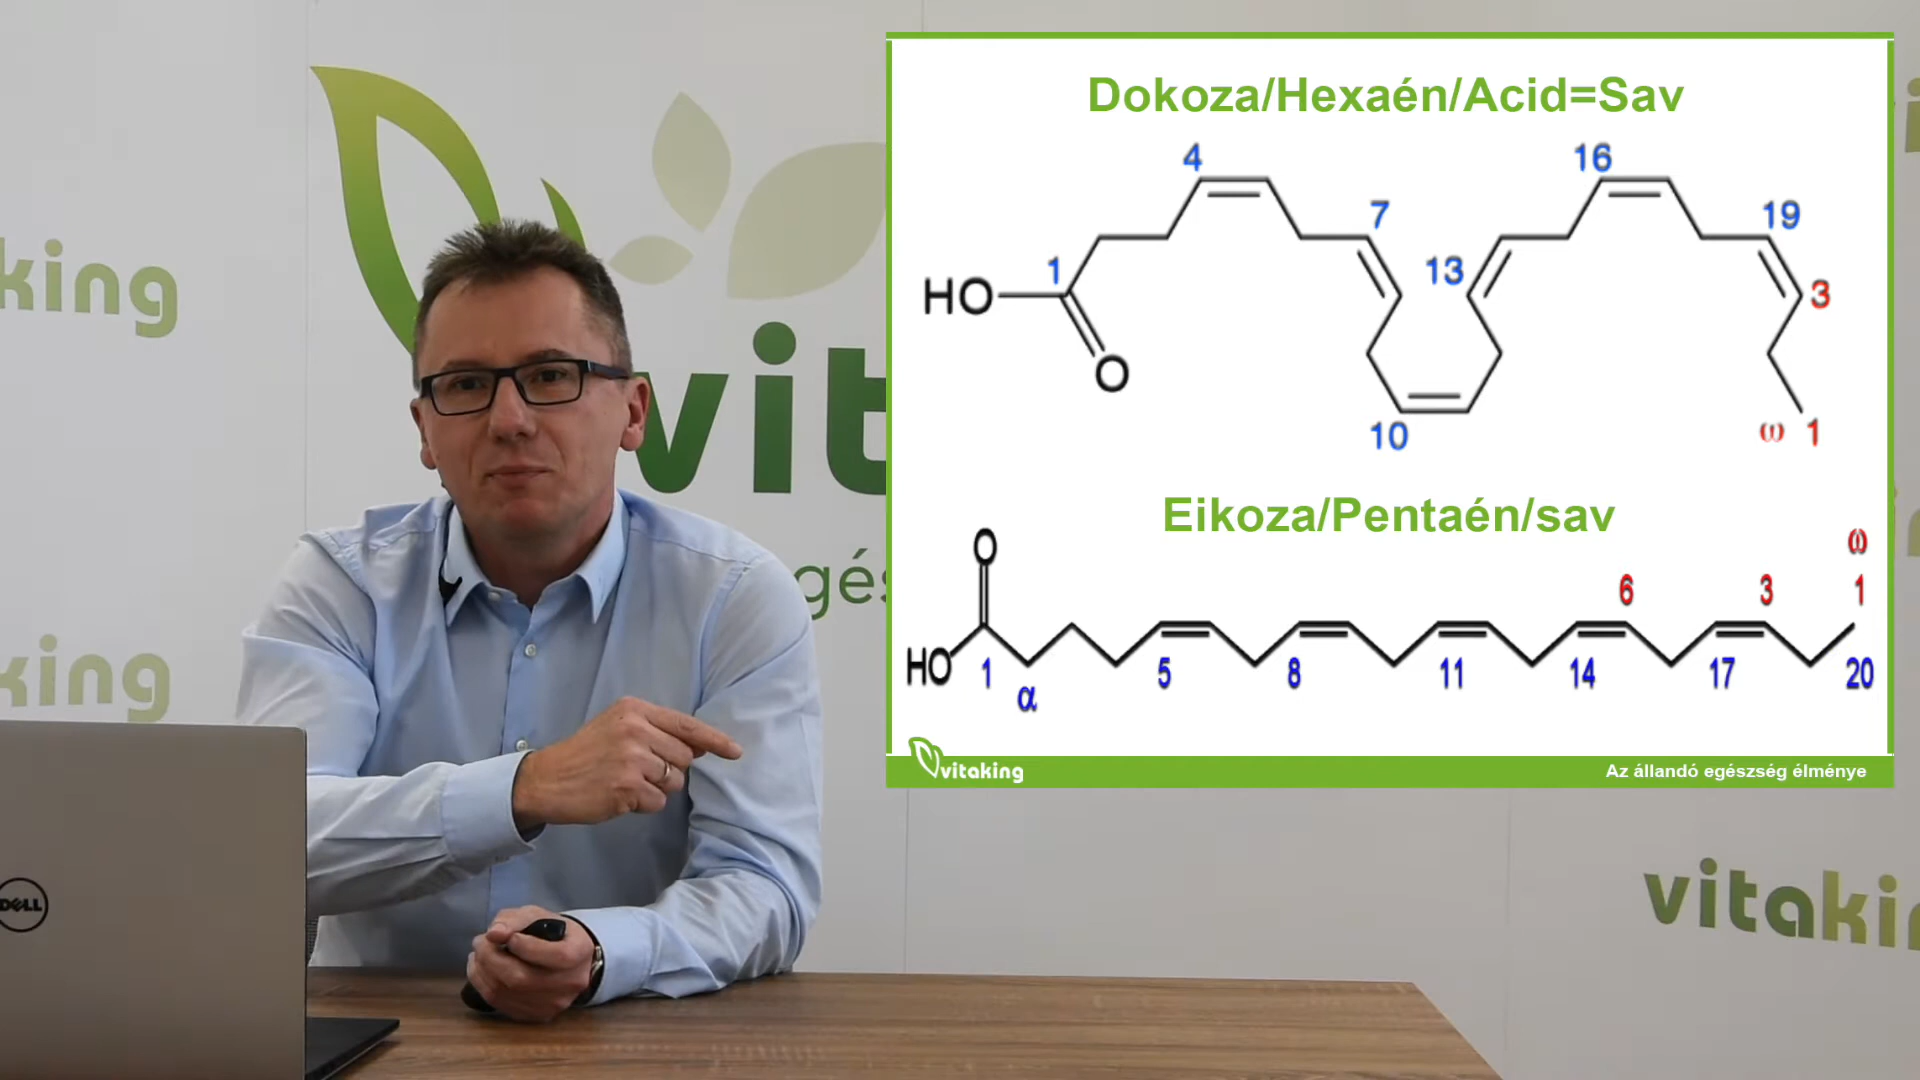 Dokoza/Hexaén/Acid=Sav
4
16
7
19
1
13
HO
3
O
10
ω 1
Eikoza/Pentaén/sav
O
ω
6
3
1
HO
1
5
8
11
14
17
20
α
vitaking
Az állandó egészség élménye
king
vit
gés
king
vitaki
DELL